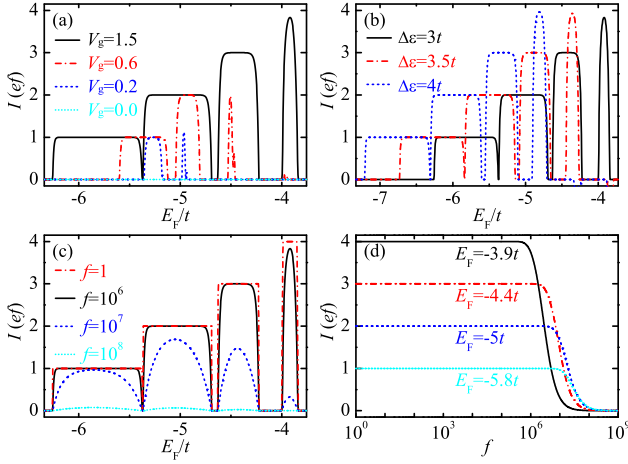 (a)
V_g=1.5
V_g=0.6
V_g=0.2
V_g=0.0
I (ef)
4
3
2
1
0
-6
-5
-4
E_F/t
(b)
Δε=3t
Δε=3.5t
Δε=4t
I (ef)
4
3
2
1
0
-7
-6
-5
-4
E_F/t
(c)
f=1
f=10^6
f=10^7
f=10^8
I (ef)
4
3
2
1
0
-6
-5
-4
E_F/t
(d)
E_F=-3.9t
E_F=-4.4t
E_F=-5t
E_F=-5.8t
I (ef)
4
3
2
1
0
10^0
10^3
10^6
10^9
f